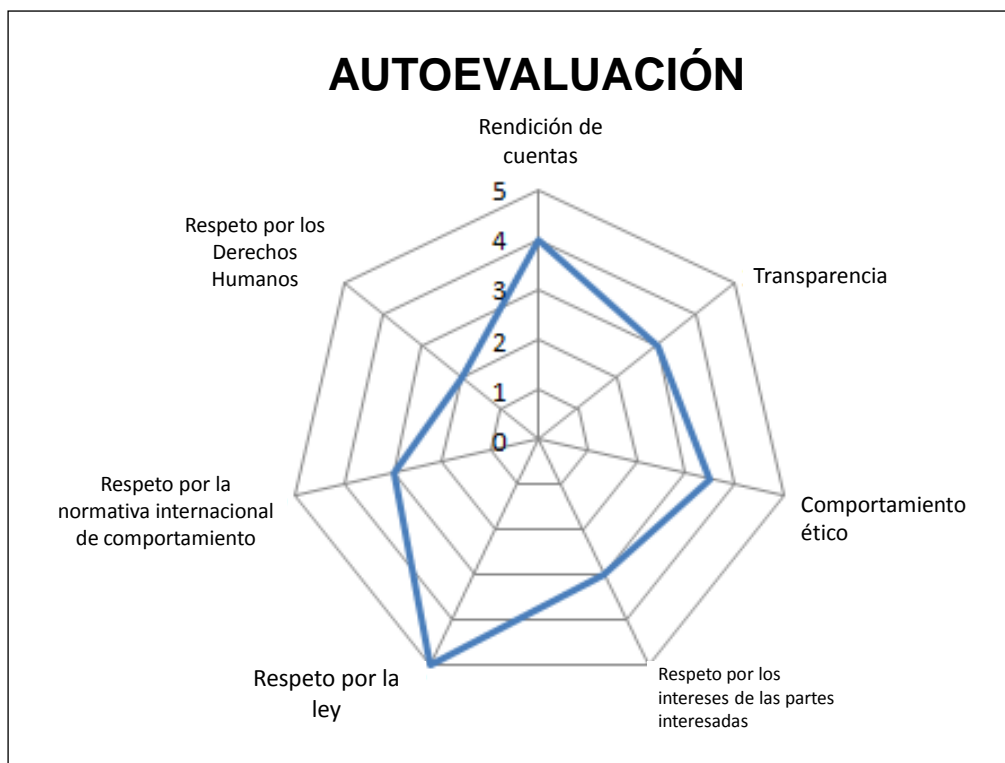 AUTOEVALUACIÓN
Rendición de
cuentas
5
4
3
2
1
0
Respeto por los
Derechos
Humanos
Transparencia
Respeto por la
normativa internacional
de comportamiento
Comportamiento
ético
Respeto por la
ley
Respeto por los
intereses de las partes
interesadas